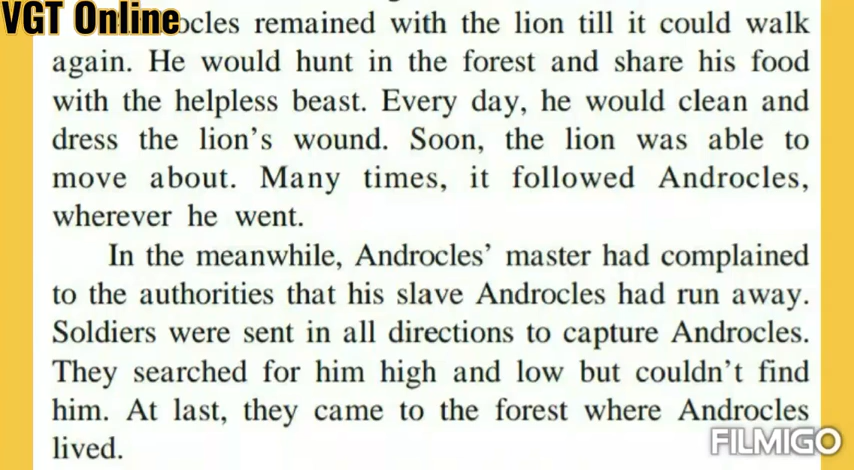 VGT Online
ocles remained with the lion till it could walk
again. He would hunt in the forest and share his food
with the helpless beast. Every day, he would clean and
dress the lion's wound. Soon, the lion was able to
move about. Many times, it followed Androcles,
wherever he went.
In the meanwhile, Androcles' master had complained
to the authorities that his slave Androcles had run away.
Soldiers were sent in all directions to capture Androcles.
They searched for him high and low but couldn't find
him. At last, they came to the forest where Androcles
lived.
FILMIGO